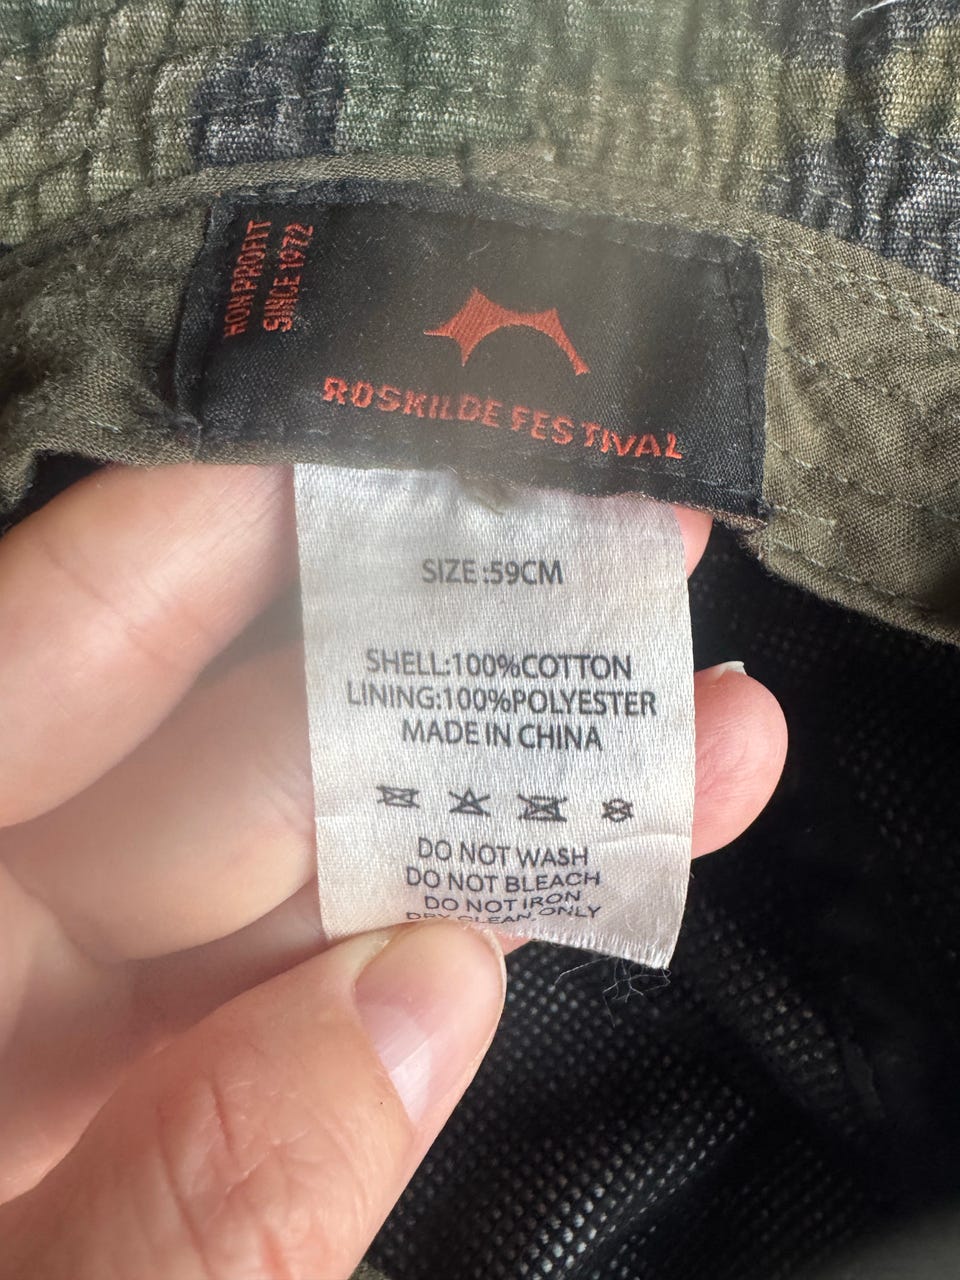 NON PROFIT
SINCE 1972
ROSKILDE FESTIVAL
SIZE:59CM
SHELL:100%COTTON
LINING:100%POLYESTER
MADE IN CHINA
DO NOT WASH
DO NOT BLEACH
DO NOT IRON
DRY CLEAN ONLY